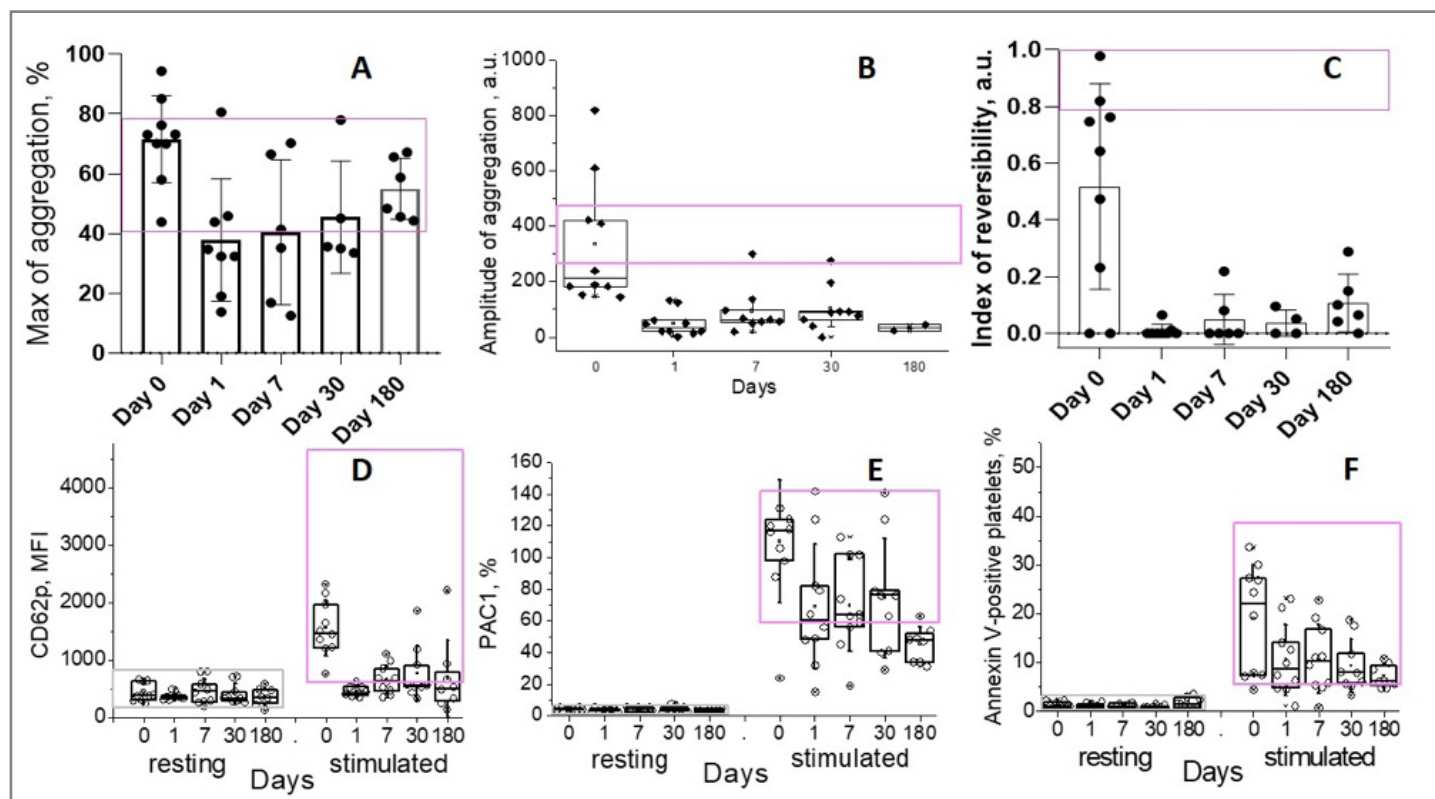 A
Max of aggregation, %
100
80
60
40
20
0
Day 0
Day 1
Day 7
Day 30
Day 180
B
Amplitude of aggregation , a.u.
1000
800
600
400
200
0
0 1 7 30 180
Days
C
Index of reversibility, a.u.
1.0
0.8
0.6
0.4
0.2
0.0
Day 0
Day 1
Day 7
Day 30
Day 180
D
CD62p, MFI
4000
3000
2000
1000
0
0 1 7 30 180 . 0 1 7 30 180
resting stimulated
Days
E
PAC1, %
160
140
120
100
80
60
40
20
0
0 1 7 30 180 . 0 1 7 30 180
resting stimulated
Days
F
Annexin V-positive platelets, %
50
40
30
20
10
0
0 1 7 30 180 . 0 1 7 30 180
resting stimulated
Days